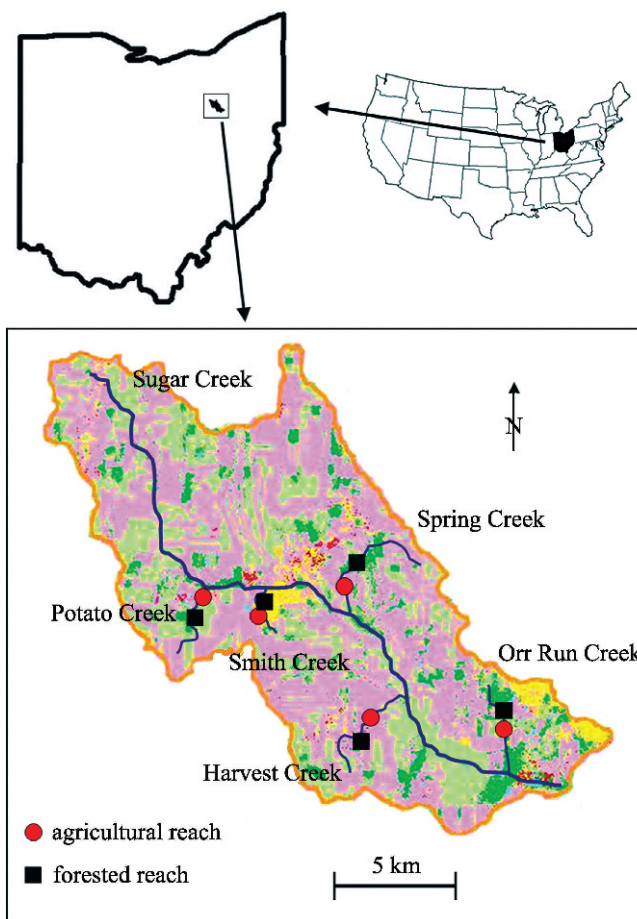 Sugar Creek
N
Spring Creek
Potato Creek
Smith Creek
Orr Run Creek
Harvest Creek
agricultural reach
forested reach
5 km